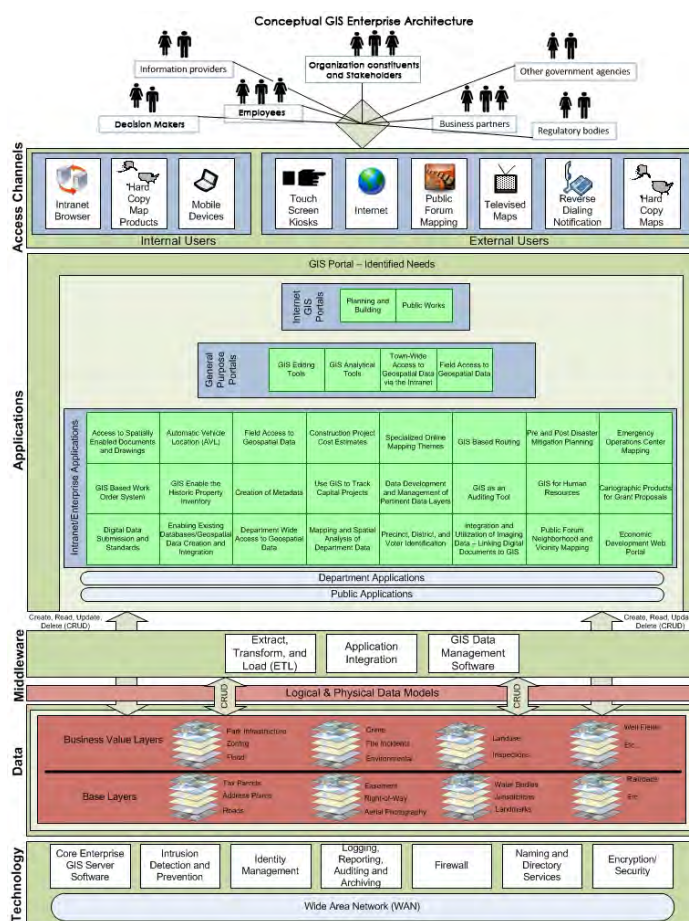 Conceptual GIS Enterprise Architecture
Information providers
Organization constituents
and Stakeholders
Other government agencies
Decision Makers
Employees
Business partners
Regulatory bodies
Access Channels
Intranet
Browser
"Hard
Copy
Map
Products
Mobile
Devices
Touch
Screen
Kiosks
Internet
Public
Forum
Mapping
Televised
Maps
Reverse
Dialing
Notification
"Hard
Copy
Maps
Internal Users
External Users
Applications
GIS Portal – Identified Needs
Internet
GIS
Portals
Planning and
Building
Public Works
General
Purpose
Portals
GIS Editing
Tools
GIS Analytical
Tools
Town-Wide
Access to
Geospatial Data
via the Intranet
Field Access to
Geospatial Data
Intranet/Enterprise Applications
Access to Spatially
Enabled Documents
and Drawings
Automatic Vehicle
Location (AVL)
Field Access to
Geospatial Data
Construction Project
Cost Estimates
Specialized Online
Mapping Themes
GIS Based Routing
Pre and Post Disaster
Mitigation Planning
Emergency
Operations Center
Mapping
GIS Based Work
Order System
GIS Enable the
Historic Property
Inventory
Creation of Metadata
Use GIS to Track
Capital Projects
Data Development
and Management of
Pertinent Data Layers
GIS as an
Auditing Tool
GIS for Human
Resources
Cartographic Products
for Grant Proposals
Digital Data
Submission and
Standards
Enabling Existing
Databases/Geospatial
Data Creation and
Integration
Department Wide
Access to Geospatial
Data
Mapping and Spatial
Analysis of
Department Data
Precinct, District, and
Voter Identification
Integration and
Utilization of Imaging
Data – Linking Digital
Documents to GIS
Public Forum
Neighborhood and
Vicinity Mapping
Economic
Development Web
Portal
Department Applications
Public Applications
Create, Read, Update,
Delete (CRUD)
Create, Read, Update,
Delete (CRUD)
Middleware
Extract,
Transform, and
Load (ETL)
Application
Integration
GIS Data
Management
Software
CRUD
Logical & Physical Data Models
CRUD
Data
Business Value Layers
Park Infrastructure
Zoning
Flood
Crime
Fire Incidents
Environmental
Landuse
Inspections
Well Fields
Etc...
Base Layers
Tax Parcels
Address Points
Roads
Easement
Right-of-Way
Aerial Photography
Water Bodies
Jurisdictions
Landmarks
Railroads
Etc
Technology
Core Enterprise
GIS Server
Software
Intrusion
Detection and
Prevention
Identity
Management
Logging,
Reporting,
Auditing and
Archiving
Firewall
Naming and
Directory
Services
Encryption/
Security
Wide Area Network (WAN)